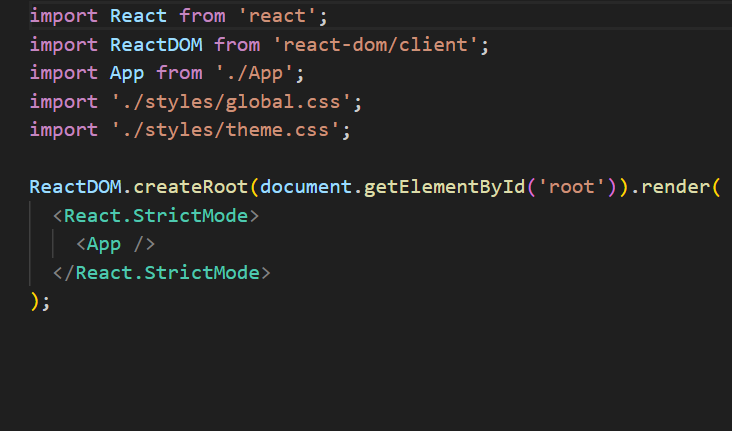 import React from 'react';
import ReactDOM from 'react-dom/client';
import App from './App';
import './styles/global.css';
import './styles/theme.css';

ReactDOM.createRoot(document.getElementById('root')).render(
  <React.StrictMode>
    <App />
  </React.StrictMode>
);